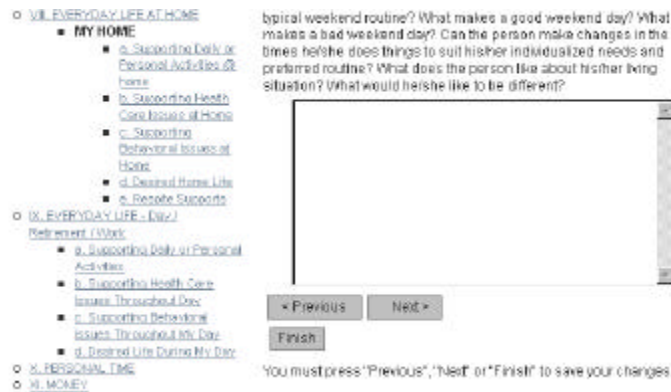 VIII. EVERYDAY LIFE AT HOME
MY HOME
a. Supporting Daily or
Personal Activities @
home
b. Supporting Health
Care Issues at Home
c. Supporting
Behavioral Issues at
Home
d. Desired Home Life
e. Respite Supports
IX. EVERYDAY LIFE - Day /
Retirement / Work
a. Supporting Daily or Personal
Activities
b. Supporting Health Care
Issues Throughout Day
c. Supporting Behavioral
Issues Throughout My Day
d. Desired Life During My Day
X. PERSONAL TIME
XI. MONEY
typical weekend routine? What makes a good weekend day? What
makes a bad weekend day? Can the person make changes in the
times he/she does things to suit his/her individualized needs and
preferred routine? What does the person like about his/her living
situation? What would he/she like to be different?
< Previous
Next >
Finish
You must press "Previous", "Next" or "Finish" to save your changes.